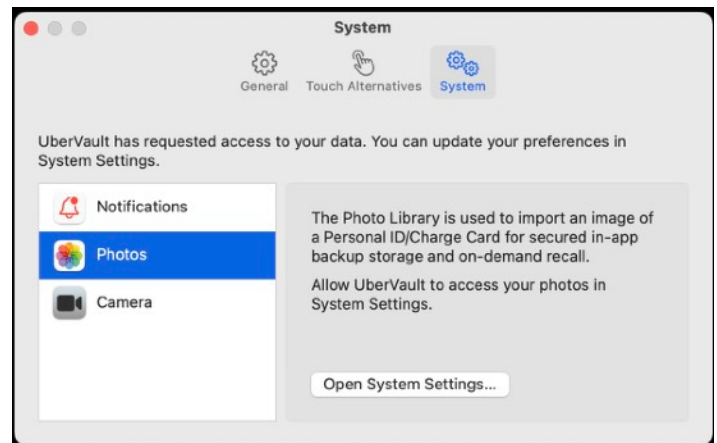 System
General
Touch Alternatives
System
UberVault has requested access to your data. You can update your preferences in
System Settings.
Notifications
Photos
Camera
The Photo Library is used to import an image of
a Personal ID/Charge Card for secured in-app
backup storage and on-demand recall.
Allow UberVault to access your photos in
System Settings.
Open System Settings...